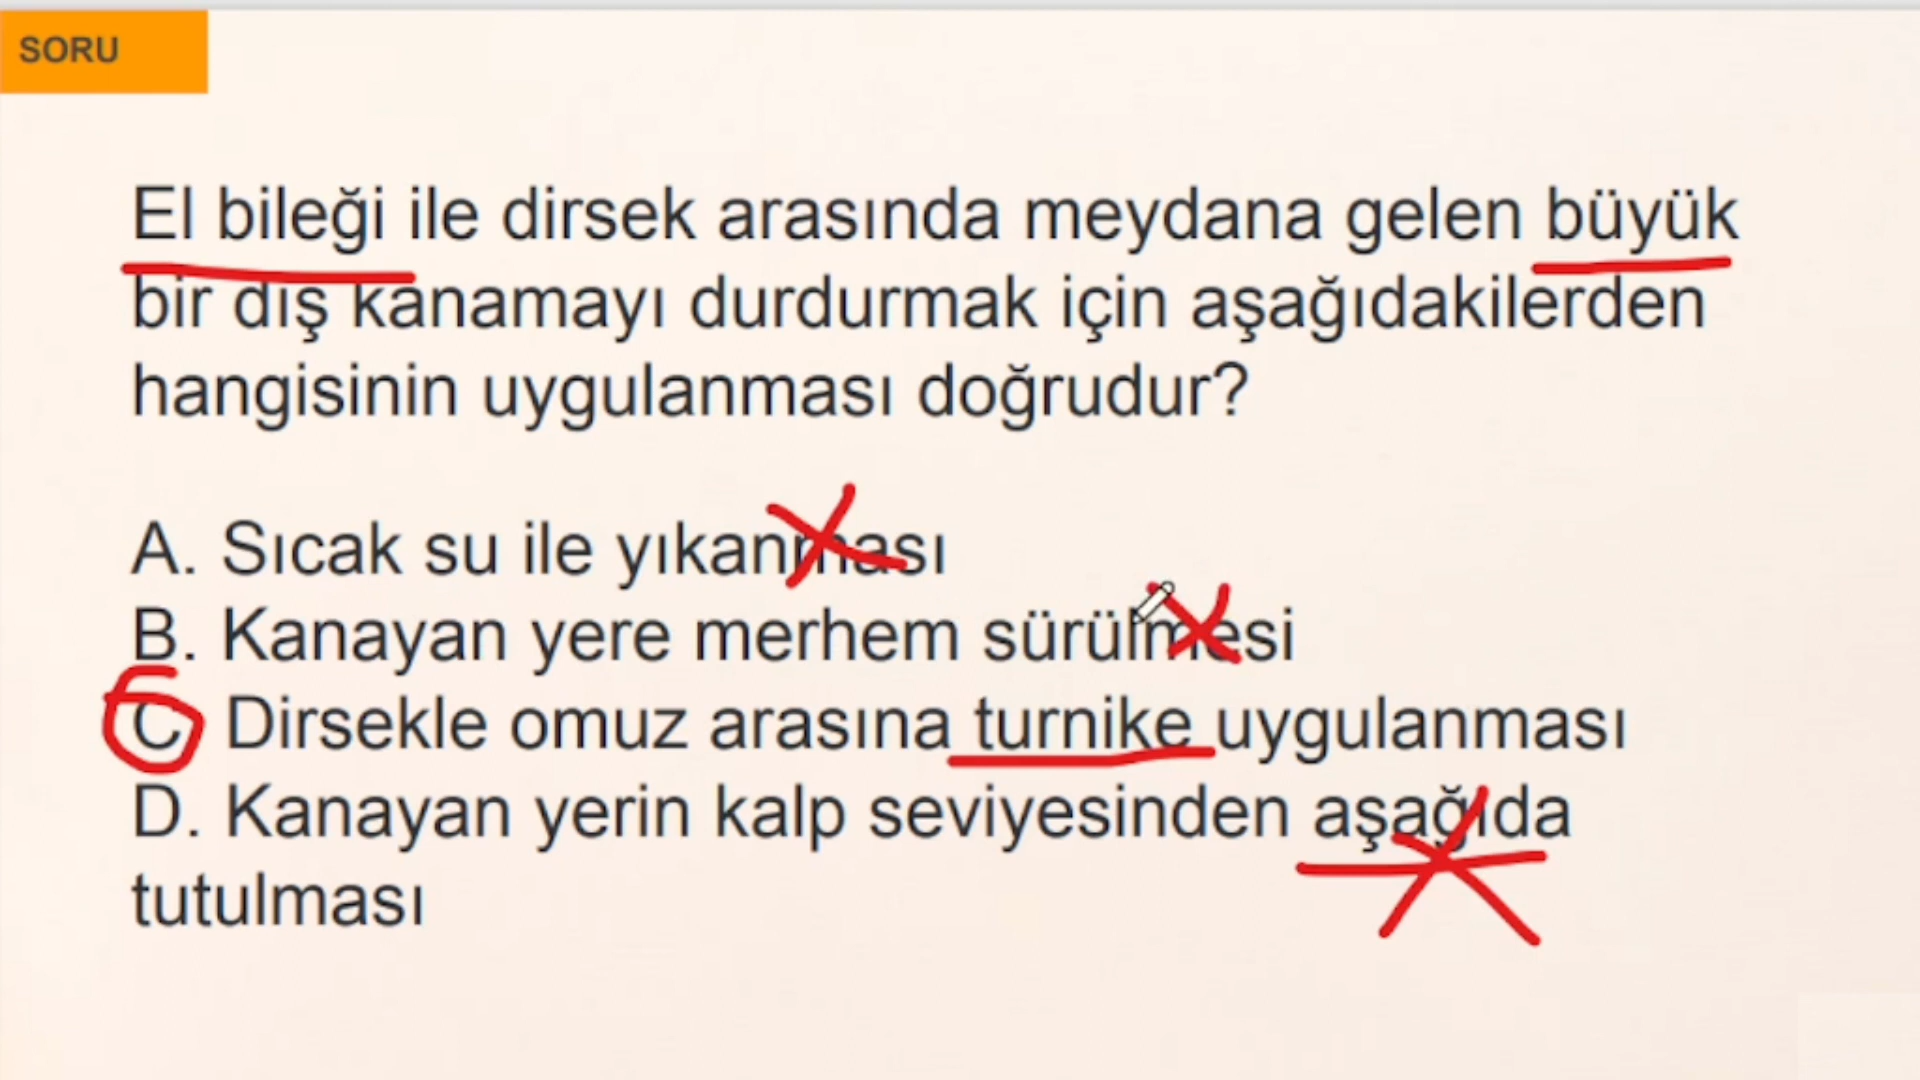 SORU
El bileği ile dirsek arasında meydana gelen büyük
bir dış kanamayı durdurmak için aşağıdakilerden
hangisinin uygulanması doğrudur?
A. Sıcak su ile yıkanması
B. Kanayan yere merhem sürülmesi
C Dirsekle omuz arasına turnike uygulanması
D. Kanayan yerin kalp seviyesinden aşağıda
tutulması